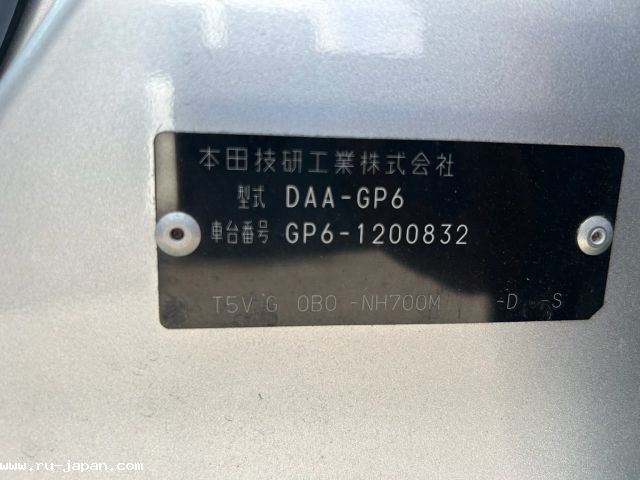 本田技研工業株式会社
型式 DAA-GP6
車台番号 GP6-1200832
T5V G 0B0 -NH700M -D -S
www.ru-japan.com